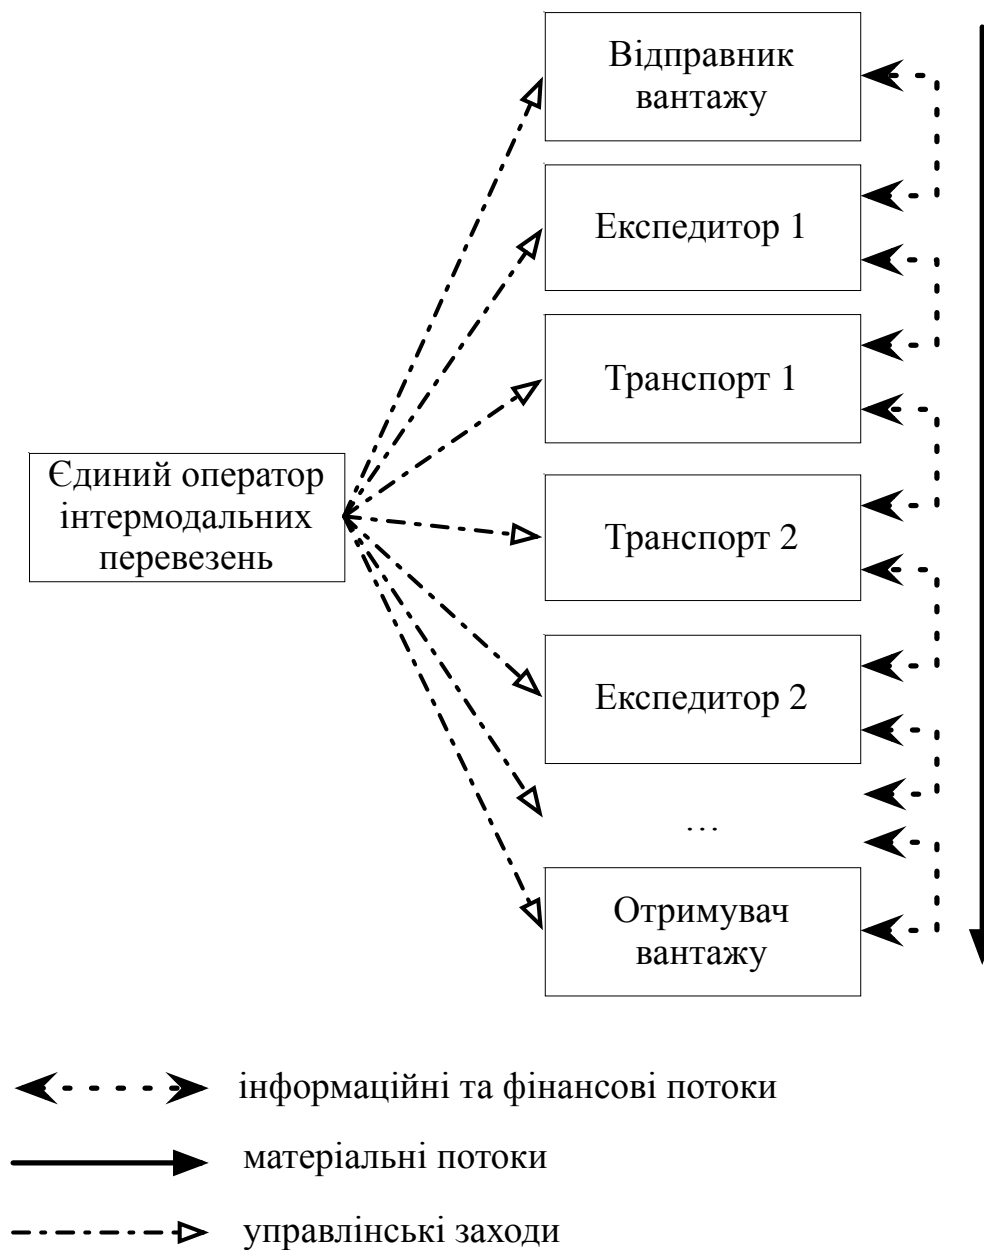 Відправник
вантажу
Експедитор 1
Транспорт 1
Єдиний оператор
інтермодальних
перевезень
Транспорт 2
Експедитор 2
...
Отримувач
вантажу
інформаційні та фінансові потоки
матеріальні потоки
управлінські заходи